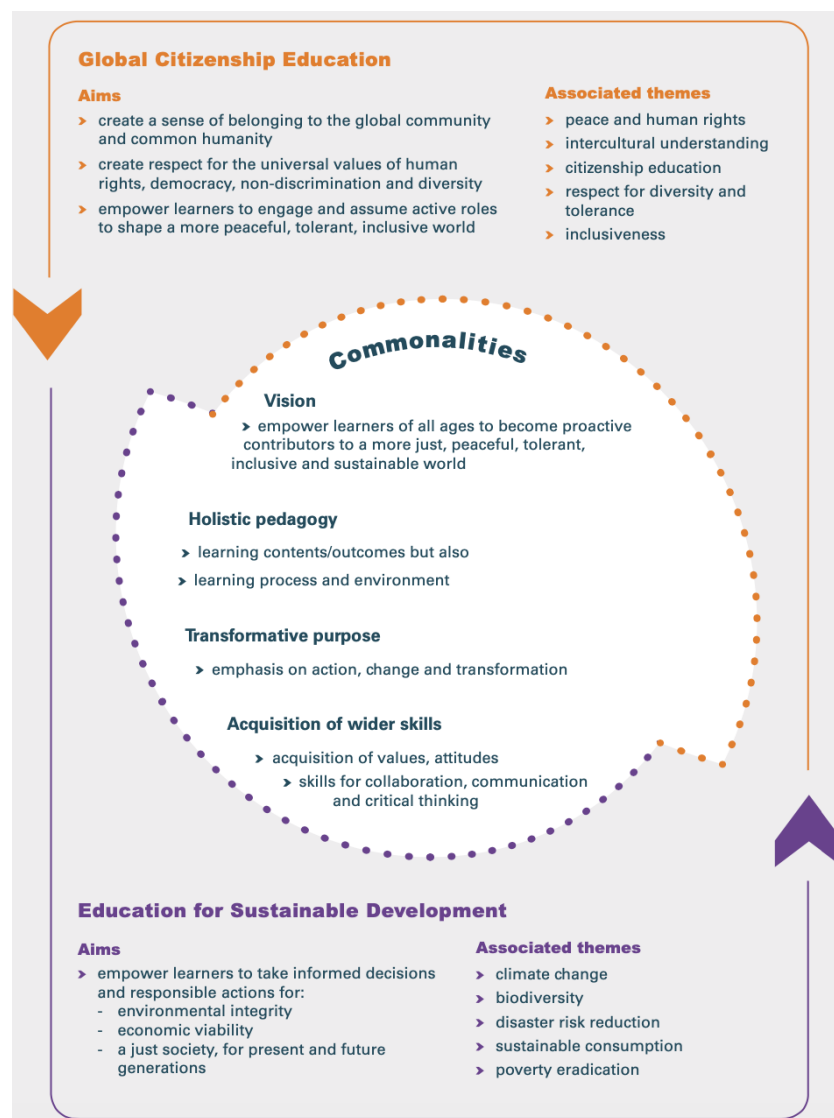 Global Citizenship Education
Aims
> create a sense of belonging to the global community
and common humanity
> create respect for the universal values of human
rights, democracy, non-discrimination and diversity
> empower learners to engage and assume active roles
to shape a more peaceful, tolerant, inclusive world
Associated themes
> peace and human rights
> intercultural understanding
> citizenship education
> respect for diversity and
tolerance
> inclusiveness
Commonalities
Vision
> empower learners of all ages to become proactive
contributors to a more just, peaceful, tolerant,
inclusive and sustainable world
Holistic pedagogy
> learning contents/outcomes but also
> learning process and environment
Transformative purpose
> emphasis on action, change and transformation
Acquisition of wider skills
> acquisition of values, attitudes
> skills for collaboration, communication
and critical thinking
Education for Sustainable Development
Aims
> empower learners to take informed decisions
and responsible actions for:
- environmental integrity
- economic viability
- a just society, for present and future
generations
Associated themes
> climate change
> biodiversity
> disaster risk reduction
> sustainable consumption
> poverty eradication